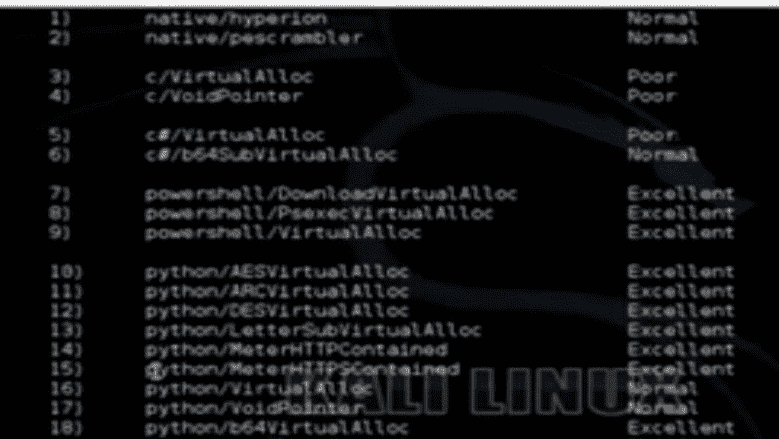 1) native/hyperion Normal
2) native/pescrambler Normal
3) c/VirtualAlloc Poor
4) c/VoidPointer Poor
5) c#/VirtualAlloc Poor
6) c#/b64SubVirtualAlloc Normal
7) powershell/DownloadVirtualAlloc Excellent
8) powershell/PsexecVirtualAlloc Excellent
9) powershell/VirtualAlloc Excellent
10) python/AESVirtualAlloc Excellent
11) python/ARCVirtualAlloc Excellent
12) python/DESVirtualAlloc Excellent
13) python/LetterSubVirtualAlloc Excellent
14) python/MeterHTTPContained Excellent
15) python/MeterHTTPSContained Excellent
16) python/VirtualAlloc Normal
17) python/VoidPointer Normal
18) python/b64VirtualAlloc Excellent
KALI LINUX